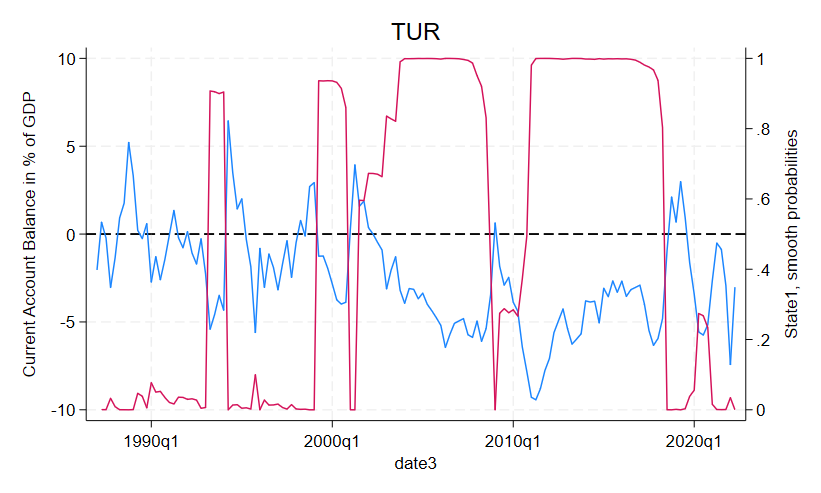 TUR
Current Account Balance in % of GDP
10
5
0
-5
-10
1
.8
.6
.4
.2
0
State1, smooth probabilities
1990q1 2000q1 2010q1 2020q1
date3